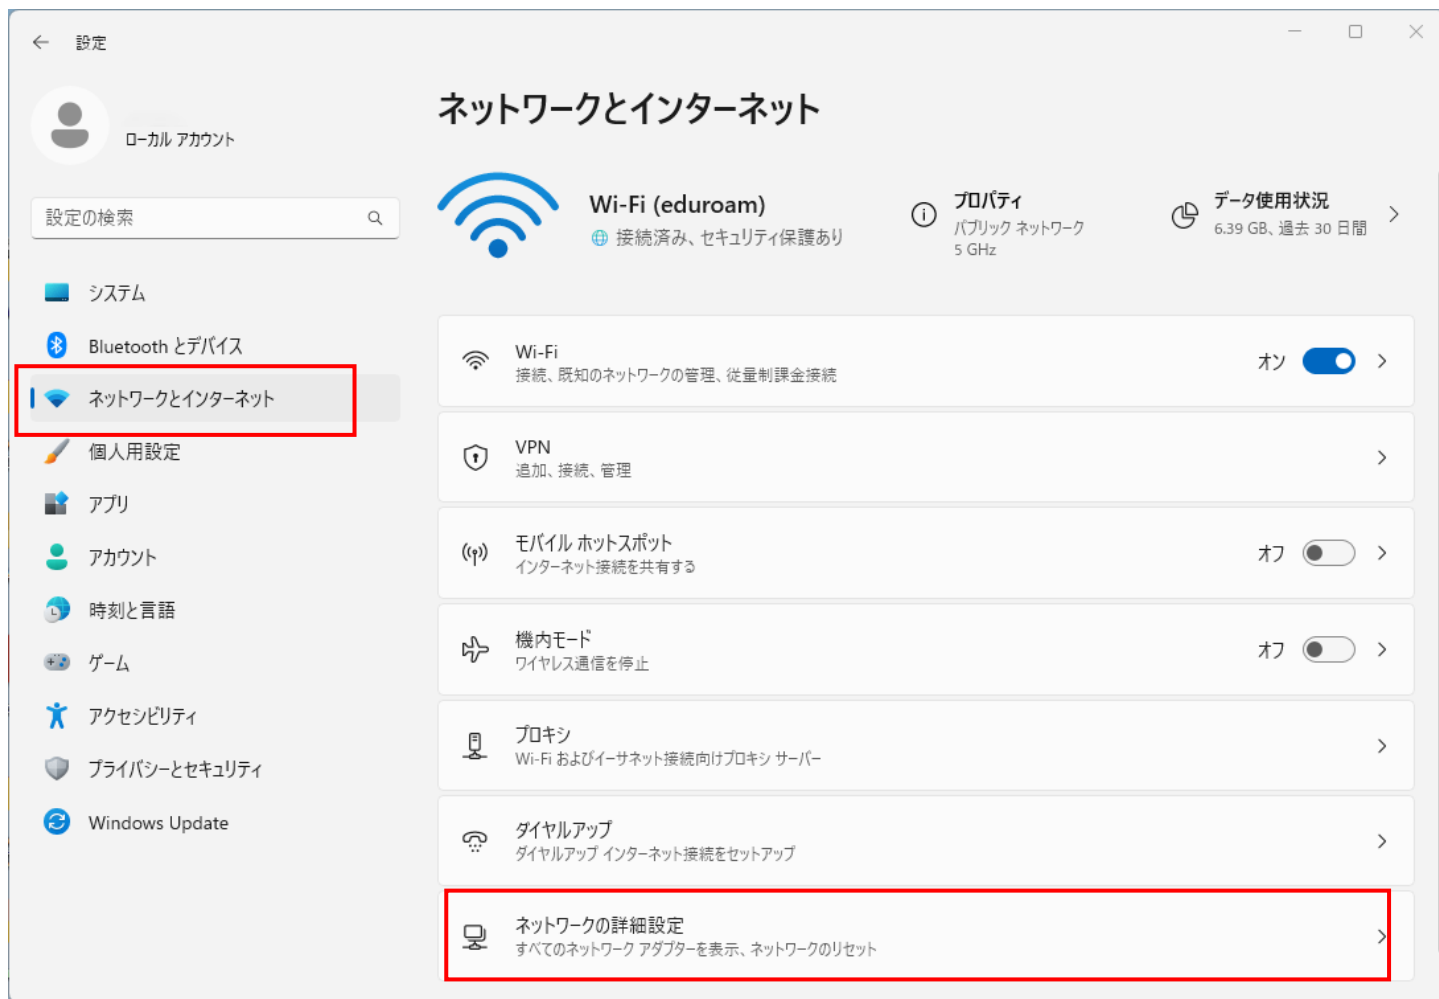 設定
ローカル アカウント
設定の検索
システム
Bluetooth とデバイス
ネットワークとインターネット
個人用設定
アプリ
アカウント
時刻と言語
ゲーム
アクセシビリティ
プライバシーとセキュリティ
Windows Update
ネットワークとインターネット
Wi-Fi (eduroam)
接続済み、セキュリティ保護あり
プロパティ
パブリック ネットワーク
5 GHz
データ使用状況
6.39 GB、過去 30 日間
Wi-Fi
接続、既知のネットワークの管理、従量制課金接続
オン
VPN
追加、接続、管理
モバイル ホットスポット
インターネット接続を共有する
オフ
機内モード
ワイヤレス通信を停止
オフ
プロキシ
Wi-Fi およびイーサネット接続向けプロキシ サーバー
ダイヤルアップ
ダイヤルアップ インターネット接続をセットアップ
ネットワークの詳細設定
すべてのネットワーク アダプターを表示、ネットワークのリセット